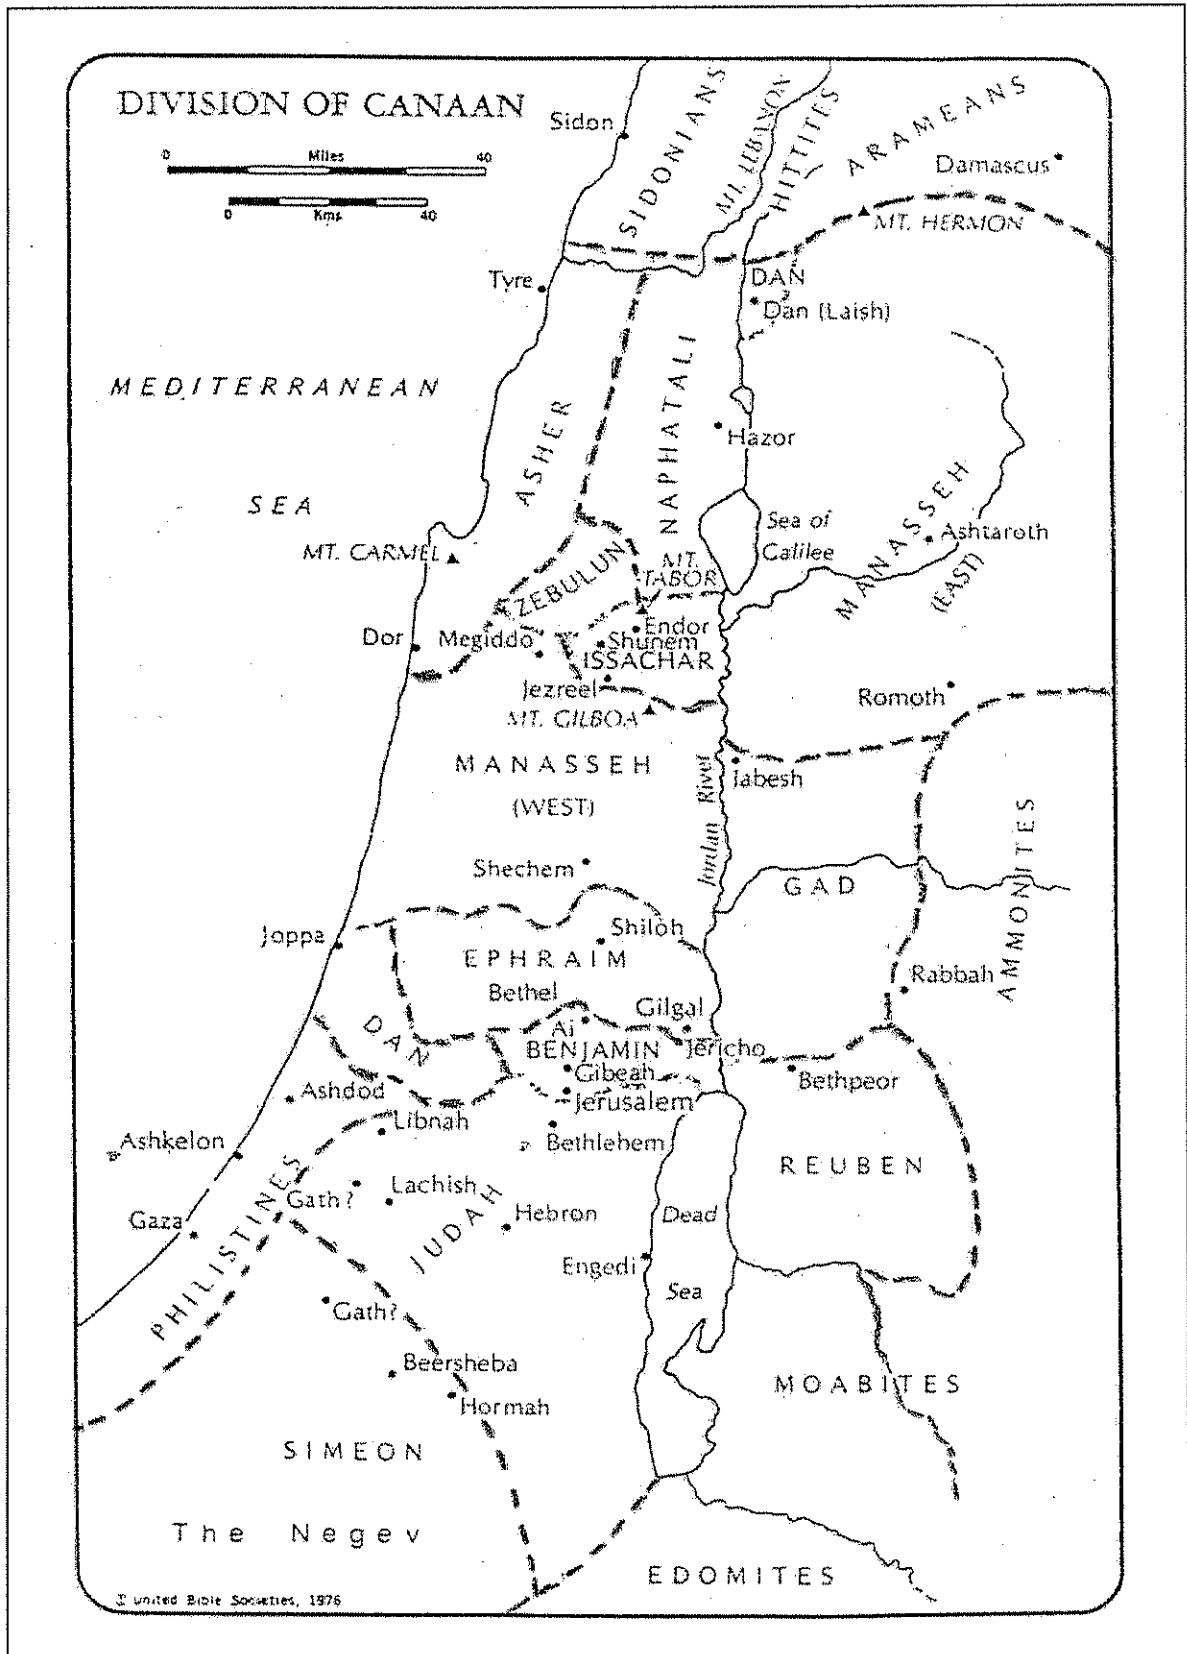 DIVISION OF CANAAN
0 Miles 40
0 Kms 40
Sidon
SIDONIANS
MT. LEBANON
HITTITES
ARAMEANS
Damascus
MT. HERMON
Tyre
DAN
Dan (Laish)
MEDITERRANEAN
SEA
ASHER
NAPHATALI
Hazor
MANASSEH
(EAST)
Ashtaroth
Sea of
Galilee
MT. CARMEL
ZEBULUN
MT.
TABOR
Dor
Megiddo
Endor
Shunem
ISSACHAR
Jezreel
MT. GILBOA
Romoth
MANASSEH
(WEST)
Jabesh
Jordan River
Shechem
GAD
AMMONITES
Joppa
Shiloh
EPHRAIM
Rabbah
Bethel
Gilgal
DAN
Ai
BENJAMIN
Jericho
Gibeah
Bethpeor
Ashdod
Jerusalem
Libnah
Ashkelon
Bethlehem
REUBEN
PHILISTINES
Gath?
Lachish
JUDAH
Hebron
Dead
Sea
Gaza
Engedi
Gath?
Beersheba
MOABITES
Hormah
SIMEON
The Negev
EDOMITES
United Bible Societies, 1976